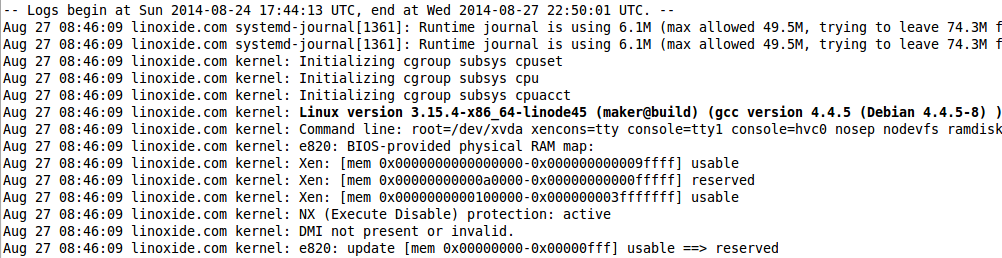 -- Logs begin at Sun 2014-08-24 17:44:13 UTC, end at Wed 2014-08-27 22:50:01 UTC. --
Aug 27 08:46:09 linoxide.com systemd-journal[1361]: Runtime journal is using 6.1M (max allowed 49.5M, trying to leave 74.3M f
Aug 27 08:46:09 linoxide.com systemd-journal[1361]: Runtime journal is using 6.1M (max allowed 49.5M, trying to leave 74.3M f
Aug 27 08:46:09 linoxide.com kernel: Initializing cgroup subsys cpuset
Aug 27 08:46:09 linoxide.com kernel: Initializing cgroup subsys cpu
Aug 27 08:46:09 linoxide.com kernel: Initializing cgroup subsys cpuacct
Aug 27 08:46:09 linoxide.com kernel: Linux version 3.15.4-x86_64-linode45 (maker@build) (gcc version 4.4.5 (Debian 4.4.5-8) )
Aug 27 08:46:09 linoxide.com kernel: Command line: root=/dev/xvda xencons=tty console=tty1 console=hvc0 nosep nodevfs ramdisk
Aug 27 08:46:09 linoxide.com kernel: e820: BIOS-provided physical RAM map:
Aug 27 08:46:09 linoxide.com kernel: Xen: [mem 0x0000000000000000-0x000000000009ffff] usable
Aug 27 08:46:09 linoxide.com kernel: Xen: [mem 0x00000000000a0000-0x00000000000fffff] reserved
Aug 27 08:46:09 linoxide.com kernel: Xen: [mem 0x0000000000100000-0x000000003fffffff] usable
Aug 27 08:46:09 linoxide.com kernel: NX (Execute Disable) protection: active
Aug 27 08:46:09 linoxide.com kernel: DMI not present or invalid.
Aug 27 08:46:09 linoxide.com kernel: e820: update [mem 0x00000000-0x00000fff] usable ==> reserved